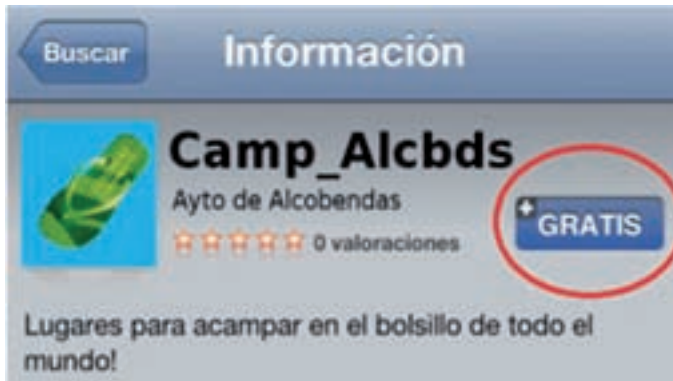 Buscar
Información
Camp_Alcbds
Ayto de Alcobendas
0 valoraciones
GRATIS
Lugares para acampar en el bolsillo de todo el
mundo!